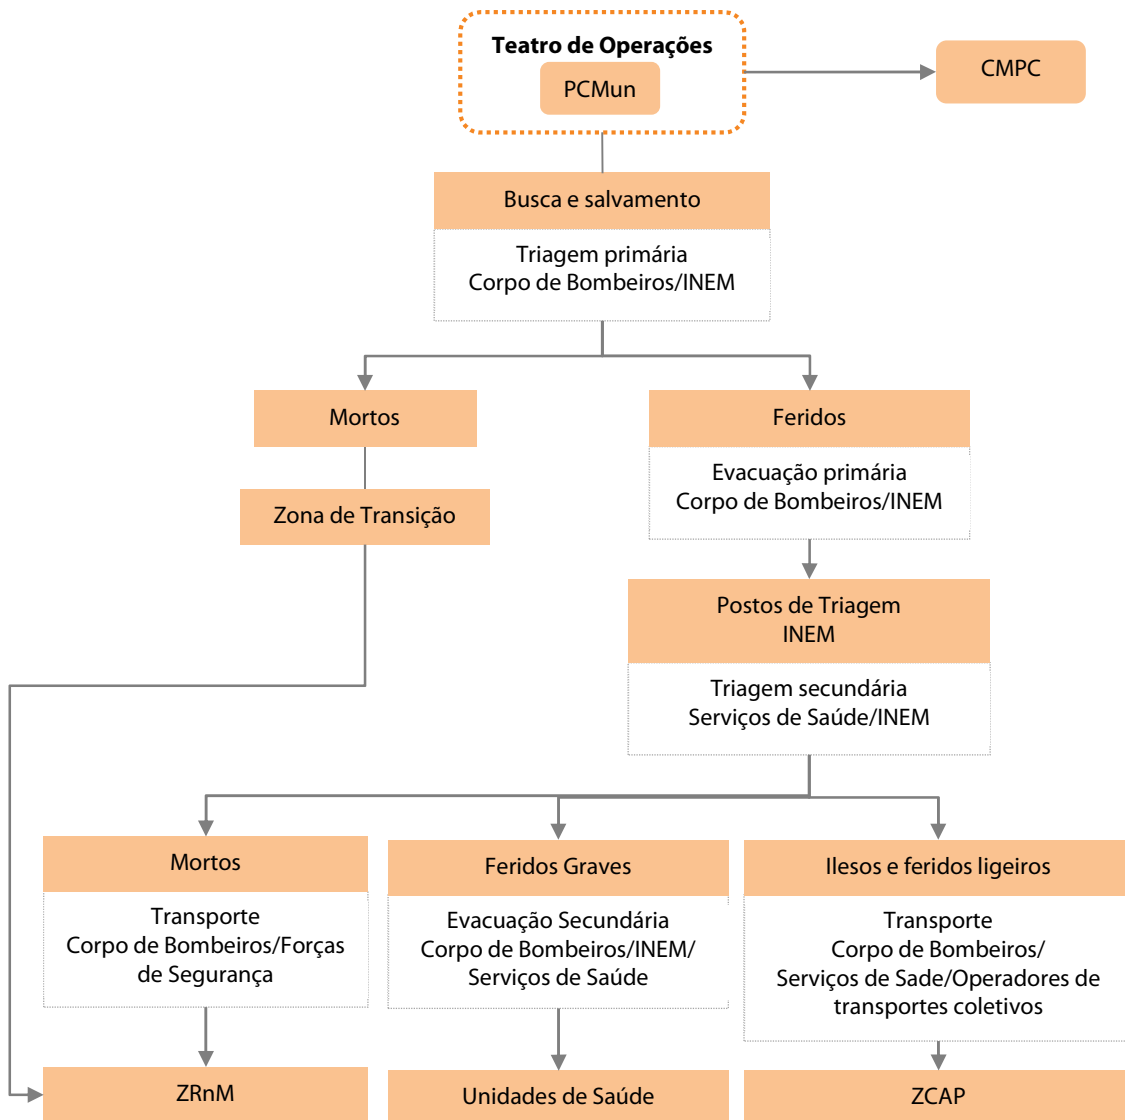 Teatro de Operações
PCMun
CMPC
Busca e salvamento
Triagem primária
Corpo de Bombeiros/INEM
Mortos
Feridos
Evacuação primária
Corpo de Bombeiros/INEM
Zona de Transição
Postos de Triagem
INEM
Triagem secundária
Serviços de Saúde/INEM
Mortos
Transporte
Corpo de Bombeiros/Forças
de Segurança
Feridos Graves
Evacuação Secundária
Corpo de Bombeiros/INEM/
Serviços de Saúde
Ilesos e feridos ligeiros
Transporte
Corpo de Bombeiros/
Serviços de Sade/Operadores de
transportes coletivos
ZRnM
Unidades de Saúde
ZCAP